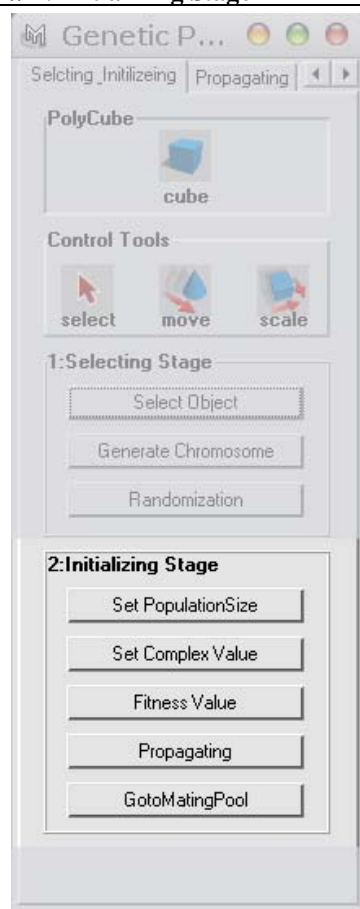 Genetic P...
Selcting_Initilizeing
Propagating
PolyCube
cube
Control Tools
select move scale
1:Selecting Stage
Select Object
Generate Chromosome
Randomization
2:Initializing Stage
Set PopulationSize
Set Complex Value
Fitness Value
Propagating
GotoMatingPool